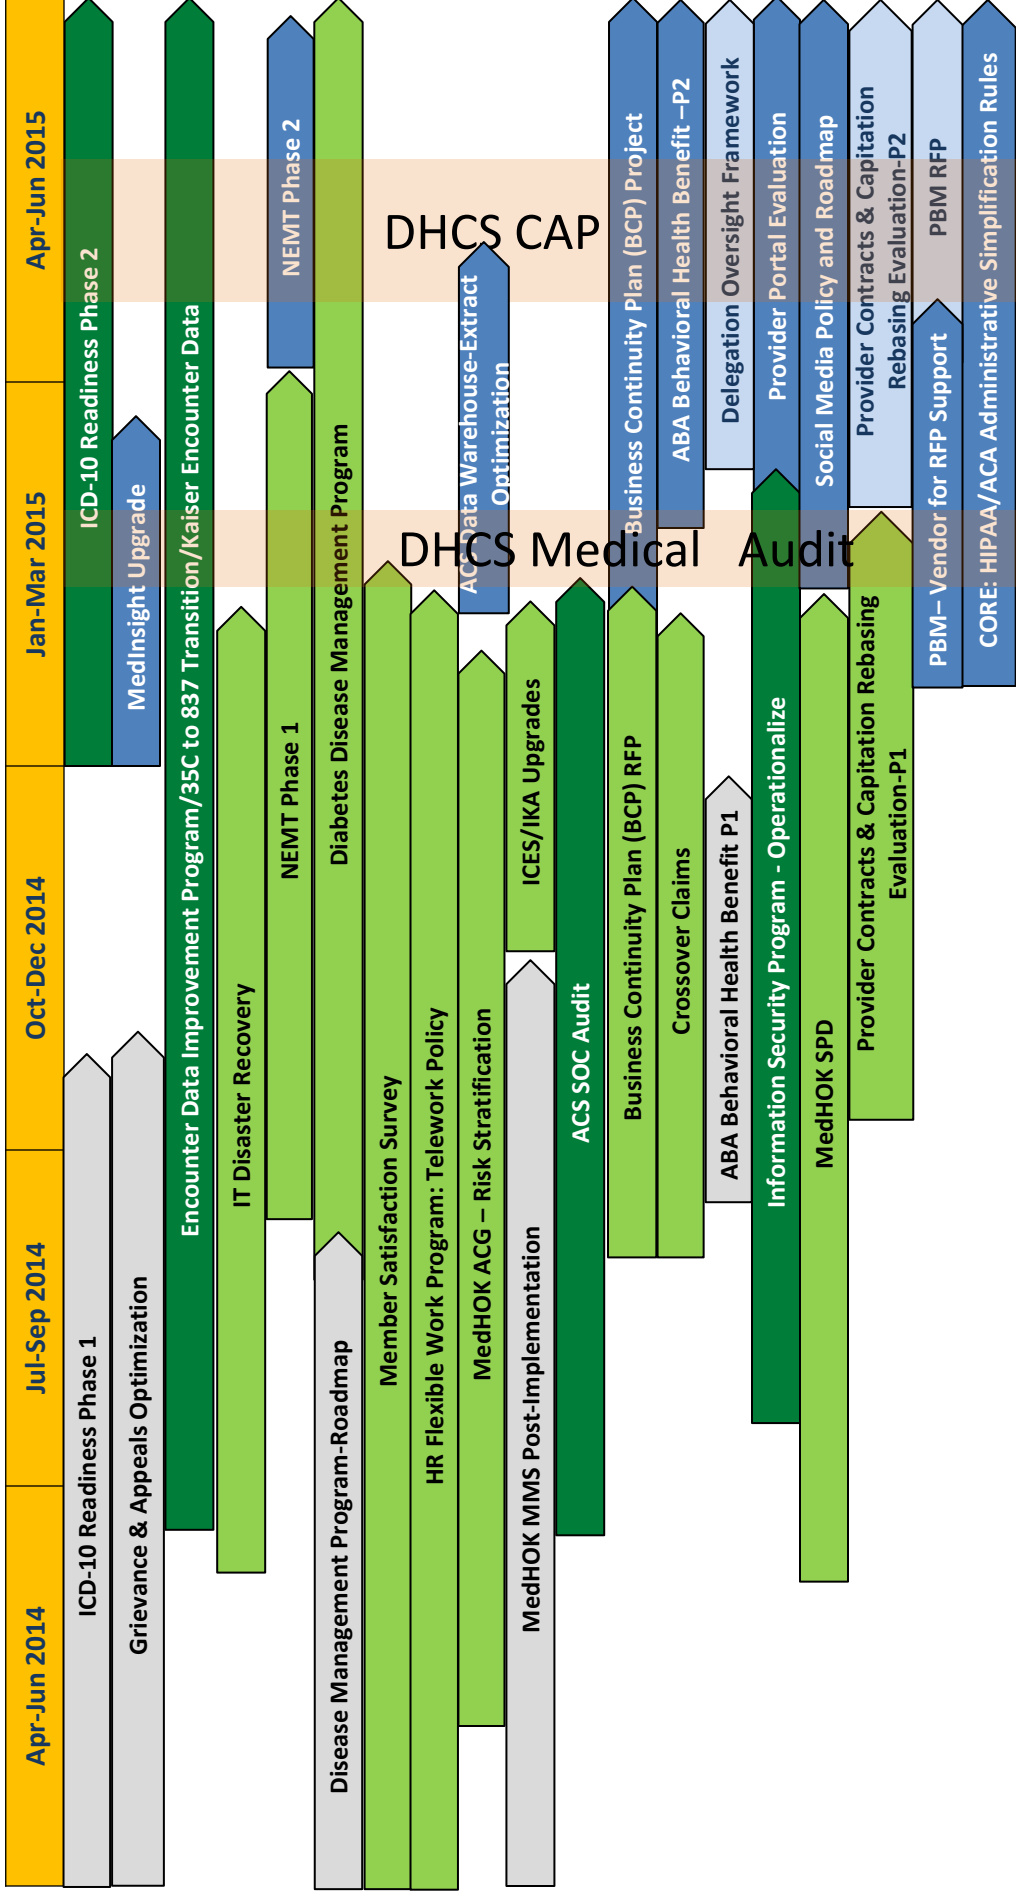 Apr-Jun 2014
Jul-Sep 2014
Oct-Dec 2014
Jan-Mar 2015
Apr-Jun 2015
ICD-10 Readiness Phase 1
ICD-10 Readiness Phase 2
Grievance & Appeals Optimization
MedInsight Upgrade
Encounter Data Improvement Program/35C to 837 Transition/Kaiser Encounter Data
IT Disaster Recovery
NEMT Phase 1
NEMT Phase 2
Disease Management Program-Roadmap
Diabetes Disease Management Program
Member Satisfaction Survey
HR Flexible Work Program: Telework Policy
MedHOK ACG – Risk Stratification
ACS Data Warehouse-Extract
Optimization
MedHOK MMS Post-Implementation
ICES/IKA Upgrades
ACS SOC Audit
Business Continuity Plan (BCP) RFP
Business Continuity Plan (BCP) Project
Crossover Claims
ABA Behavioral Health Benefit –P2
ABA Behavioral Health Benefit P1
Delegation Oversight Framework
Information Security Program - Operationalize
Provider Portal Evaluation
MedHOK SPD
Social Media Policy and Roadmap
Provider Contracts & Capitation Rebasing
Evaluation-P1
Provider Contracts & Capitation
Rebasing Evaluation-P2
PBM– Vendor for RFP Support
PBM RFP
CORE: HIPAA/ACA Administrative Simplification Rules
DHCS CAP
DHCS Medical Audit